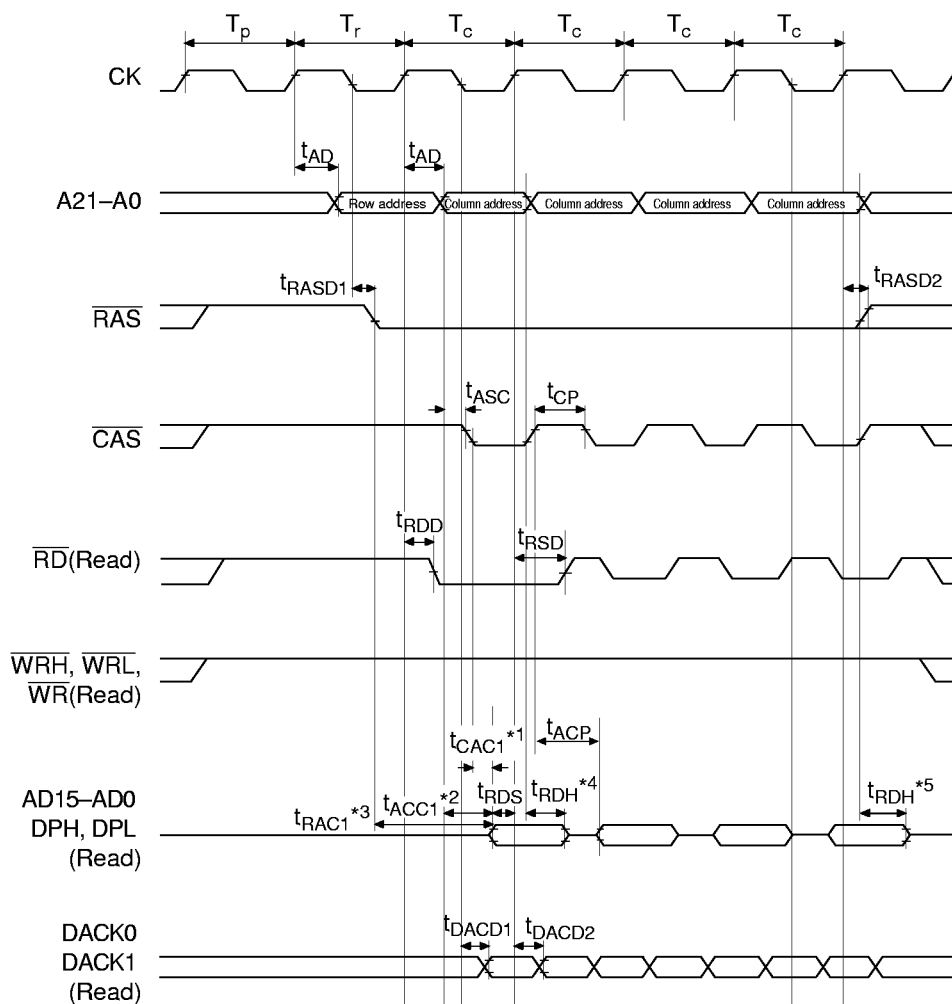 Tp Tr Tc Tc Tc Tc
CK
tAD tAD
A21–A0 Row address Column address Column address Column address Column address
tRASD1 tRASD2
RAS
tASC tCP
CAS
tRDD tRSD
RD(Read)
WRH, WRL,
WR(Read)
tACP
tCAC1*1
AD15–AD0
tRAC1*3 tACC1*2 tRDS tRDH*4 tRDH*5
DPH, DPL
(Read)
DACK0
tDACD1 tDACD2
DACK1
(Read)